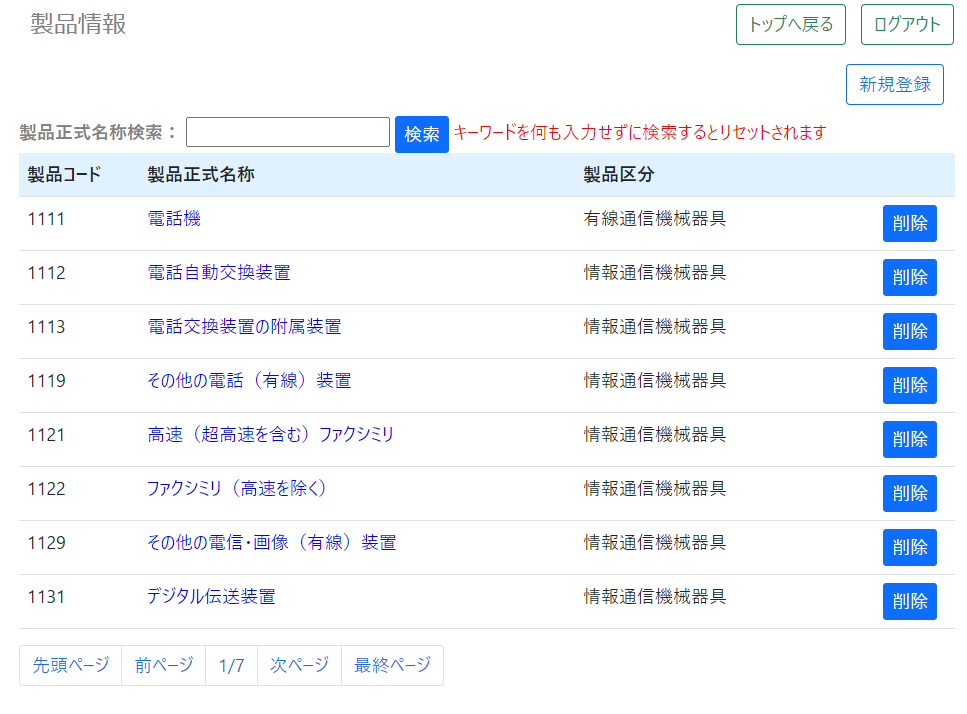 製品情報 トップへ戻る ログアウト
新規登録
製品正式名称検索： 検索 キーワードを何も入力せずに検索するとリセットされます
製品コード 製品正式名称 製品区分
1111 電話機 有線通信機械器具 削除
1112 電話自動交換装置 情報通信機械器具 削除
1113 電話交換装置の附属装置 情報通信機械器具 削除
1119 その他の電話（有線）装置 情報通信機械器具 削除
1121 高速（超高速を含む）ファクシミリ 情報通信機械器具 削除
1122 ファクシミリ（高速を除く） 情報通信機械器具 削除
1129 その他の電信・画像（有線）装置 情報通信機械器具 削除
1131 デジタル伝送装置 情報通信機械器具 削除
先頭ページ 前ページ 1/7 次ページ 最終ページ